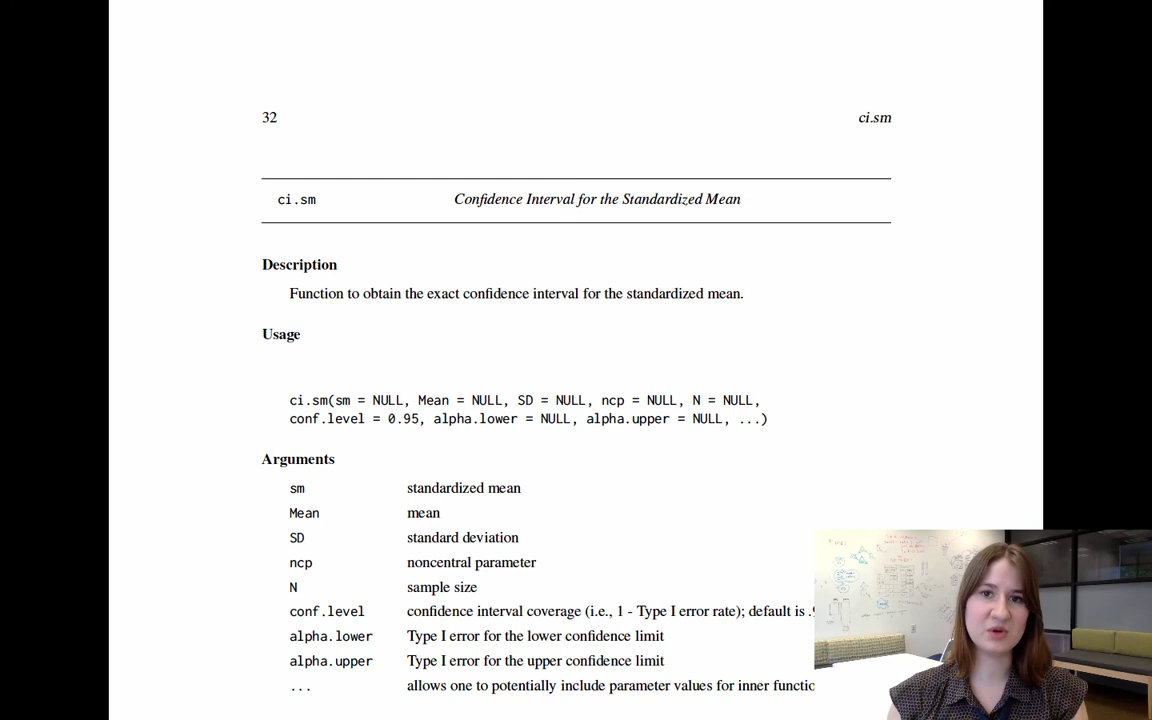 32 ci.sm
ci.sm Confidence Interval for the Standardized Mean
Description
Function to obtain the exact confidence interval for the standardized mean.
Usage
ci.sm(sm = NULL, Mean = NULL, SD = NULL, ncp = NULL, N = NULL,
conf.level = 0.95, alpha.lower = NULL, alpha.upper = NULL, ...)
Arguments
sm standardized mean
Mean mean
SD standard deviation
ncp noncentral parameter
N sample size
conf.level confidence interval coverage (i.e., 1 - Type I error rate); default is
alpha.lower Type I error for the lower confidence limit
alpha.upper Type I error for the upper confidence limit
... allows one to potentially include parameter values for inner